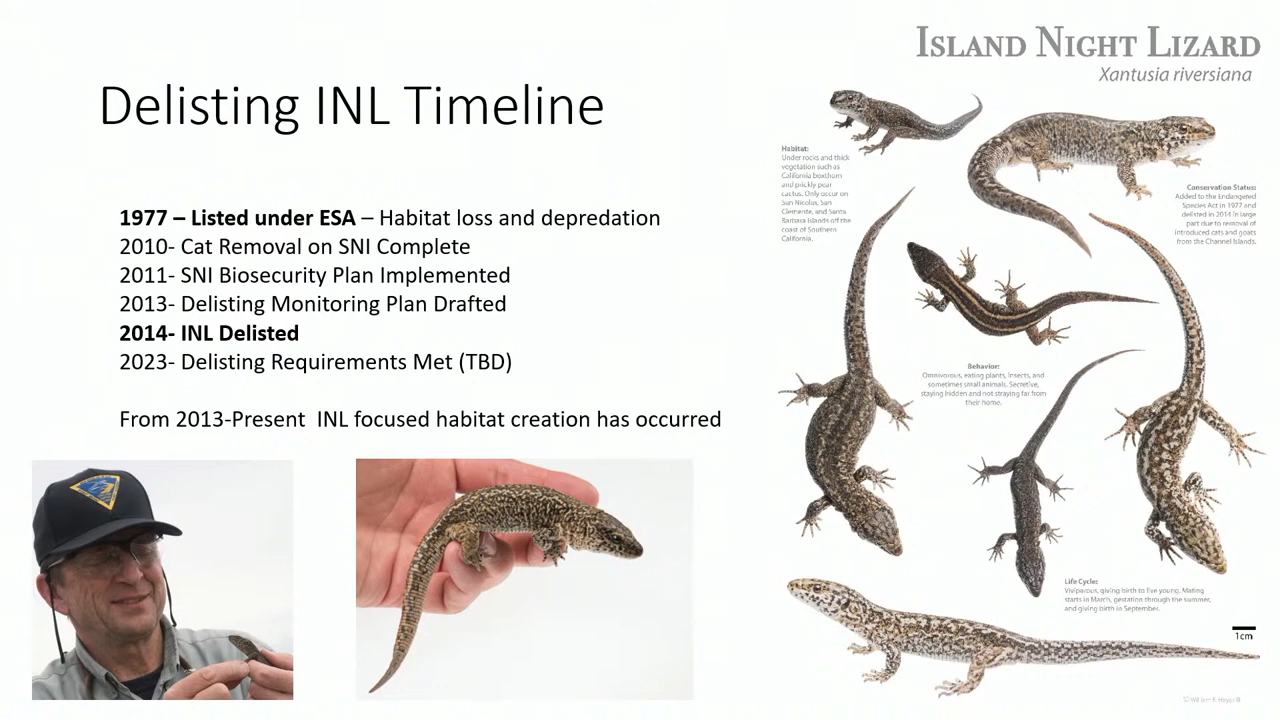 ISLAND NIGHT LIZARD
Xantusia riversiana
Delisting INL Timeline
1977 – Listed under ESA – Habitat loss and depredation
2010- Cat Removal on SNI Complete
2011- SNI Biosecurity Plan Implemented
2013- Delisting Monitoring Plan Drafted
2014- INL Delisted
2023- Delisting Requirements Met (TBD)
From 2013-Present  INL focused habitat creation has occurred
Habitat:
Under rocks and thick
vegetation such as
California boxthorn
and prickly pear
cactus. Only occur on
San Nicolas, San
Clemente, and Santa
Barbara Islands off the
coast of Southern
California.
Conservation Status:
Added to the Endangered
Species Act in 1977 and
delisted in 2014 in large
part due to removal of
introduced cats and goats
from the Channel Islands.
Behavior:
Omnivorous, eating plants, insects, and
sometimes small animals. Secretive,
staying hidden and not straying far from
their home.
Life Cycle:
Viviparous, giving birth to live young. Mating
starts in March, gestation through the summer,
and giving birth in September.
1cm